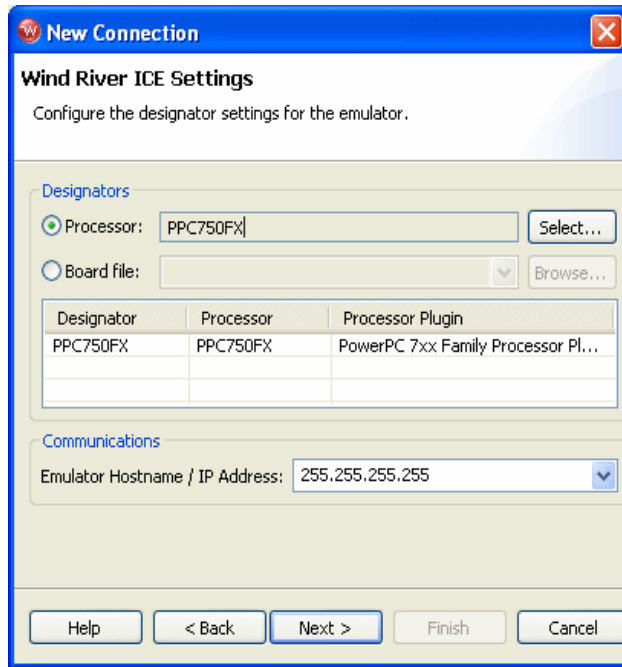 New Connection
Wind River ICE Settings
Configure the designator settings for the emulator.
Designators
Processor: PPC750FX Select...
Board file: Browse...
Designator Processor Processor Plugin
PPC750FX PPC750FX PowerPC 7xx Family Processor Pl...
Communications
Emulator Hostname / IP Address: 255.255.255.255
Help < Back Next > Finish Cancel